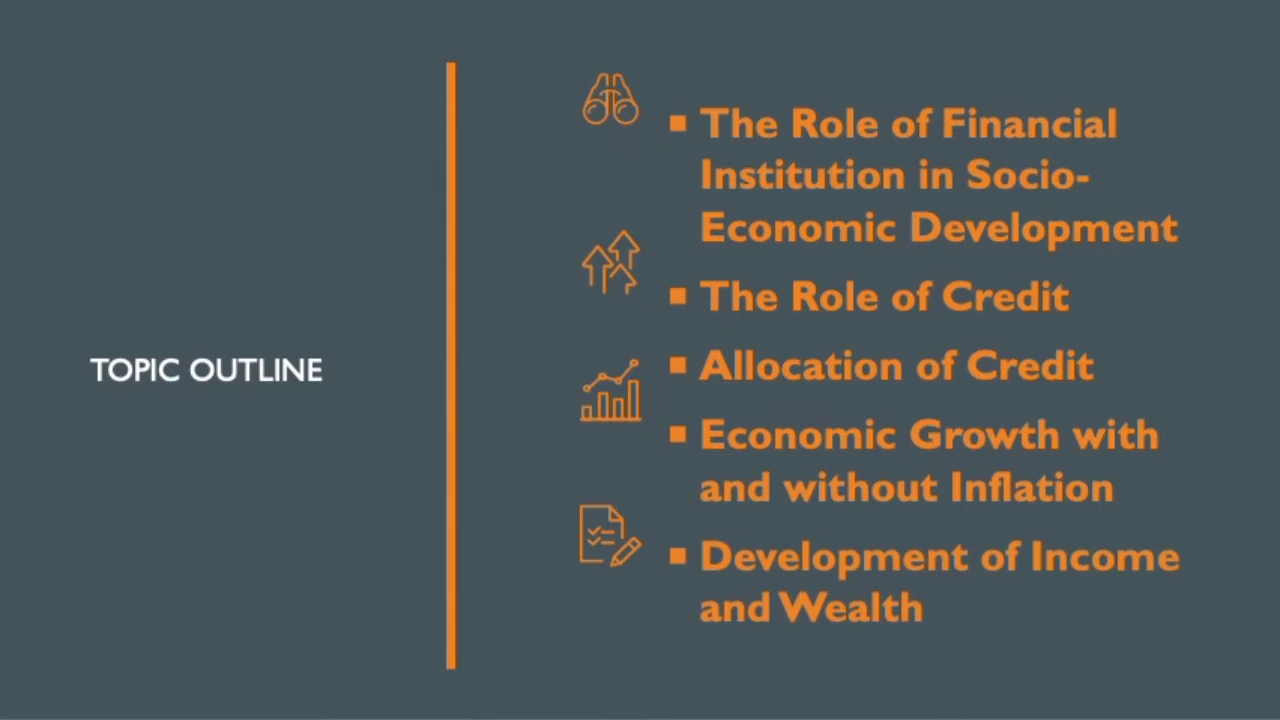 TOPIC OUTLINE
▪ The Role of Financial
Institution in Socio-
Economic Development
▪ The Role of Credit
▪ Allocation of Credit
▪ Economic Growth with
and without Inflation
▪ Development of Income
and Wealth